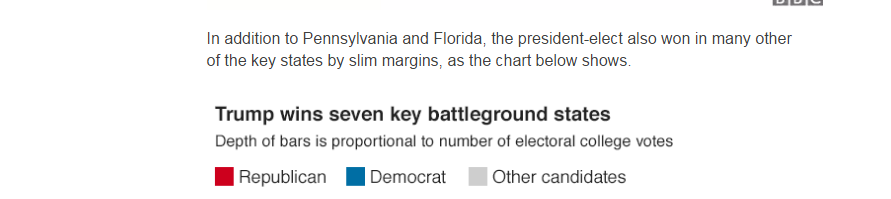 BBC
In addition to Pennsylvania and Florida, the president-elect also won in many other
of the key states by slim margins, as the chart below shows.
Trump wins seven key battleground states
Depth of bars is proportional to number of electoral college votes
Republican Democrat Other candidates